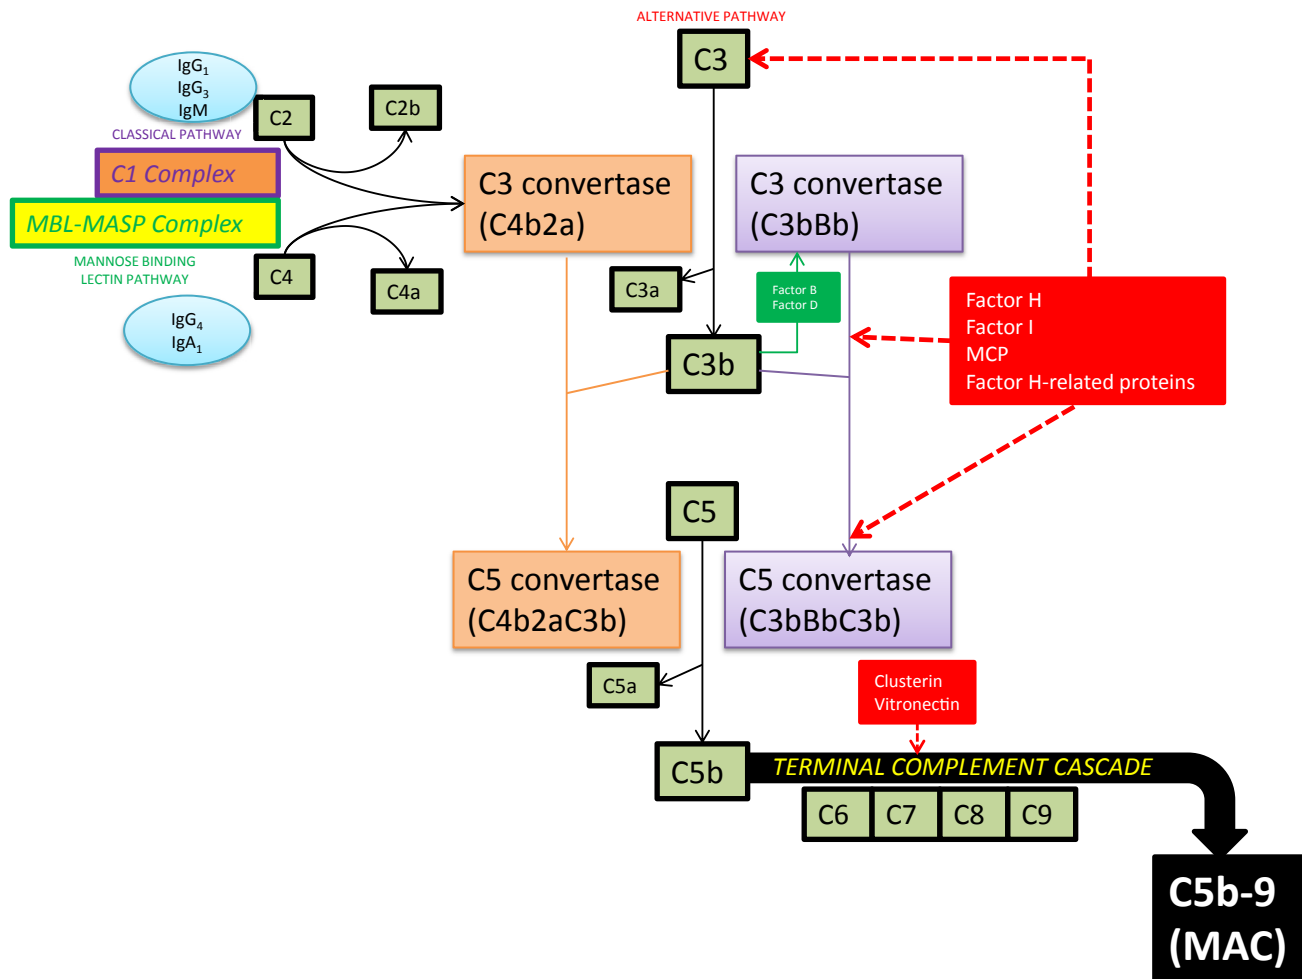 ALTERNATIVE PATHWAY
C3
IgG₁
IgG₃
IgM
C2
C2b
CLASSICAL PATHWAY
C1 Complex
MBL-MASP Complex
MANNOSE BINDING
LECTIN PATHWAY
C4
C4a
IgG₄
IgA₁
C3 convertase
(C4b2a)
C3 convertase
(C3bBb)
C3a
Factor B
Factor D
C3b
Factor H
Factor I
MCP
Factor H-related proteins
C5
C5 convertase
(C4b2aC3b)
C5 convertase
(C3bBbC3b)
C5a
Clusterin
Vitronectin
C5b
TERMINAL COMPLEMENT CASCADE
C6
C7
C8
C9
C5b-9
(MAC)